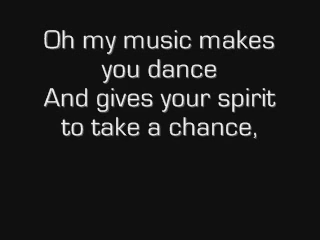 Oh my music makes
you dance
And gives your spirit
to take a chance,